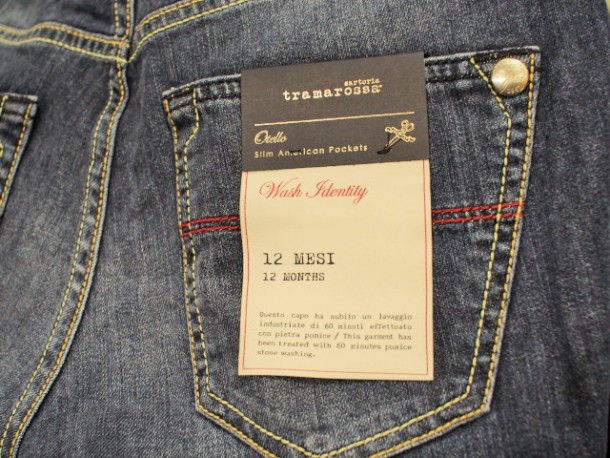 sartoria
tramarossa
Otello
Slim American Pockets
Wash Identity
12 MESI
12 MONTHS
Questo capo ha subito un lavaggio
industriale di 60 minuti effettuato
con pietra pomice / This garment has
been treated with 60 minutes pumice
stone washing.